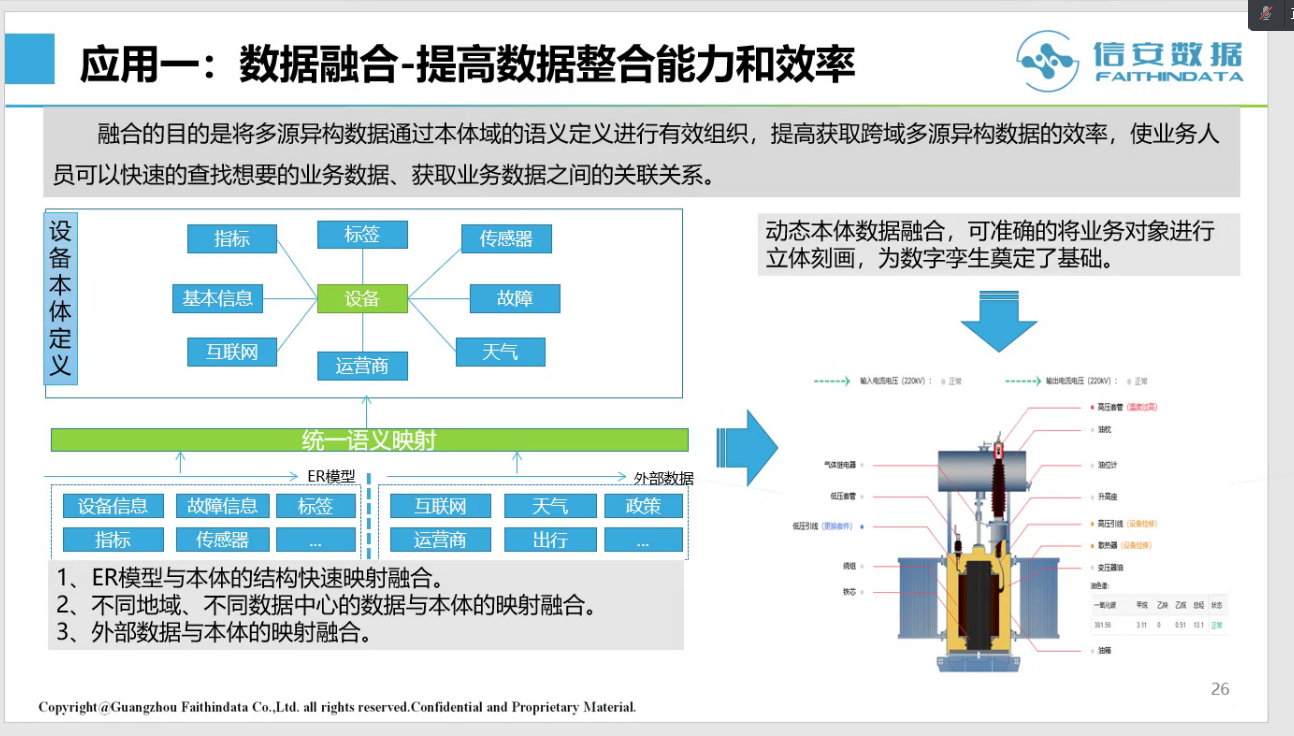 应用一：数据融合-提高数据整合能力和效率
信安数据
FAITHINDATA
融合的目的是将多源异构数据通过本体域的语义定义进行有效组织，提高获取跨域多源异构数据的效率，使业务人
员可以快速的查找想要的业务数据、获取业务数据之间的关联关系。
设备本体定义
指标
标签
传感器
基本信息
设备
故障
互联网
运营商
天气
统一语义映射
ER模型
外部数据
设备信息
故障信息
标签
指标
传感器
...
互联网
天气
政策
运营商
出行
...
1、ER模型与本体的结构快速映射融合。
2、不同地域、不同数据中心的数据与本体的映射融合。
3、外部数据与本体的映射融合。
动态本体数据融合，可准确的将业务对象进行
立体刻画，为数字孪生奠定了基础。
输入电流电压（220kV）： 正常
输出电流电压（220kV）： 正常
高压套管（温度过高）
油枕
气体继电器
油位计
低压套管
升高座
低压引线（更换套件）
高压引线（设备检修）
散热器（设备检修）
绕组
变压器油
铁芯
油色谱：
一氧化碳 甲烷 乙炔 乙烷 总烃 状态
381.56 3.11 0 0.51 13.1 正常
油箱
26
Copyright@Guangzhou Faithindata Co.,Ltd. all rights reserved.Confidential and Proprietary Material.